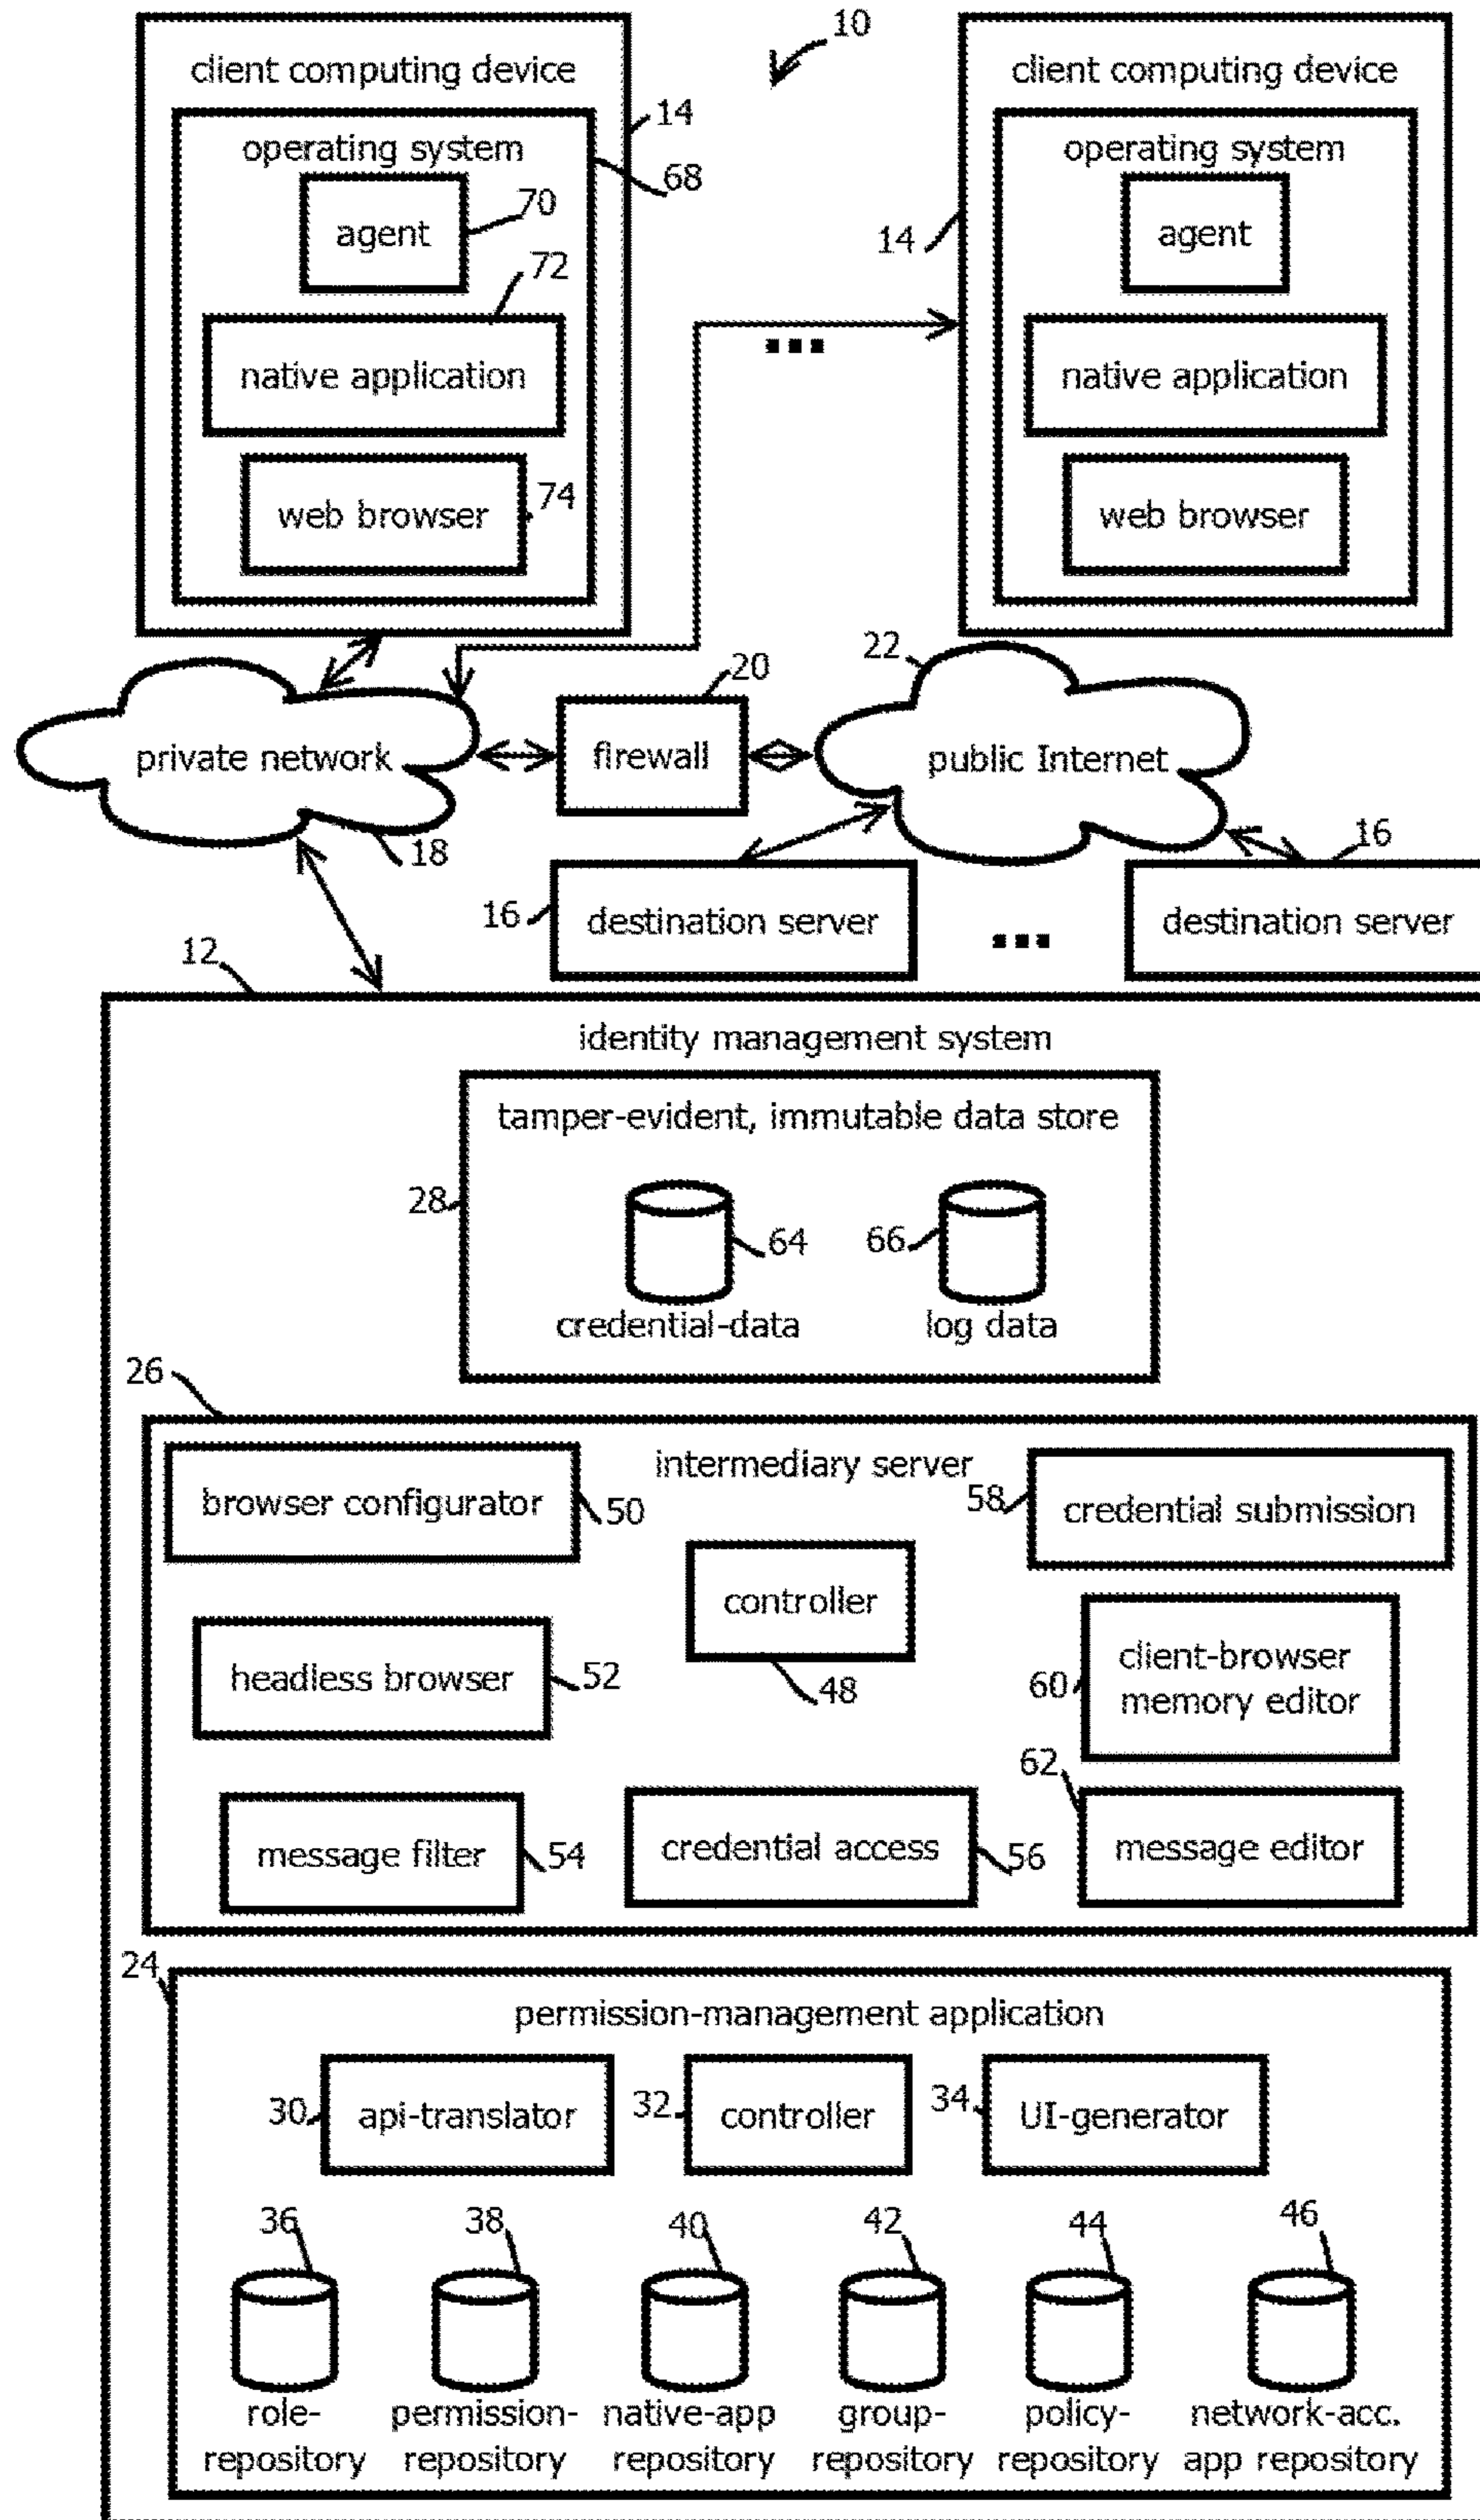 10
client computing device
client computing device
14
operating system
operating system
68
70
agent
14
agent
72
...
native application
native application
web browser
74
web browser
22
20
private network
firewall
public Internet
18
16
16
destination server
...
destination server
12
identity management system
tamper-evident, immutable data store
28
64
66
credential-data
log data
26
intermediary server
browser configurator
50
58
credential submission
controller
48
headless browser
52
60
client-browser
memory editor
62
message filter
54
credential access
56
message editor
24
permission-management application
30
api-translator
32
controller
34
UI-generator
36
38
40
42
44
46
role-
repository
permission-
repository
native-app
repository
group-
repository
policy-
repository
network-acc.
app repository